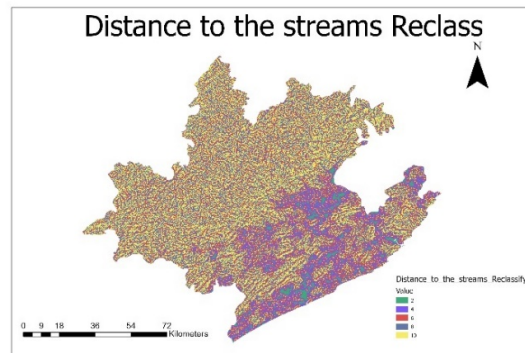 Distance to the streams Reclass
N
Distance to the streams Reclassify
Value
2
4
6
8
10
0 9 18 36 54 72
Kilometers